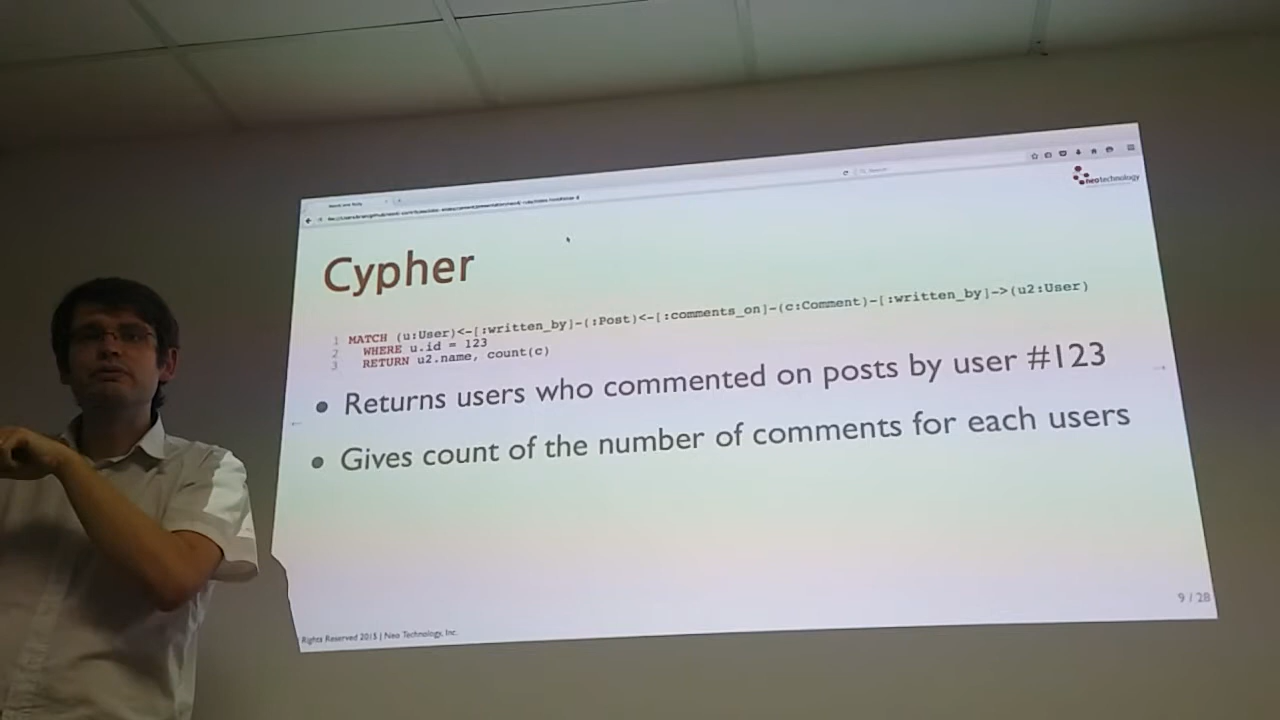 neotechnology
Cypher
1 MATCH (u:User)<-[:written_by]-(:Post)<-[:comments_on]-(c:Comment)-[:written_by]->(u2:User)
2 WHERE u.id = 123
3 RETURN u2.name, count(c)
Returns users who commented on posts by user #123
Gives count of the number of comments for each users
9 / 28
Rights Reserved 2015 | Neo Technology, Inc.